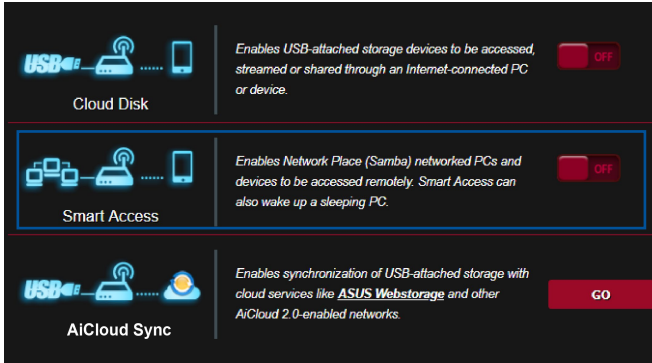 USB
Cloud Disk
Enables USB-attached storage devices to be accessed,
streamed or shared through an Internet-connected PC
or device.
OFF
Smart Access
Enables Network Place (Samba) networked PCs and
devices to be accessed remotely. Smart Access can
also wake up a sleeping PC.
OFF
USB
AiCloud Sync
Enables synchronization of USB-attached storage with
cloud services like ASUS Webstorage and other
AiCloud 2.0-enabled networks.
GO